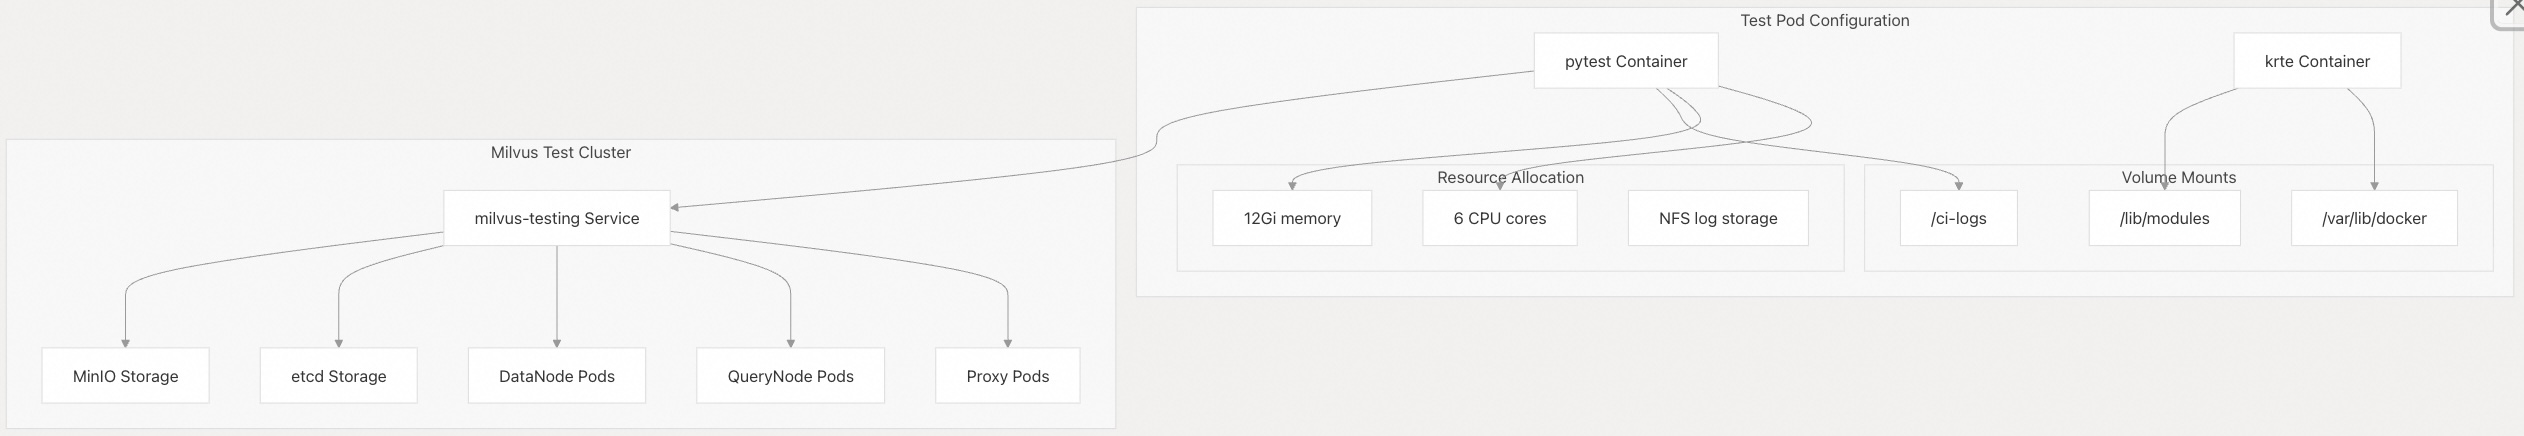 Test Pod Configuration
pytest Container
krte Container
Milvus Test Cluster
Resource Allocation
Volume Mounts
milvus-testing Service
12Gi memory
6 CPU cores
NFS log storage
/ci-logs
/lib/modules
/var/lib/docker
MinIO Storage
etcd Storage
DataNode Pods
QueryNode Pods
Proxy Pods